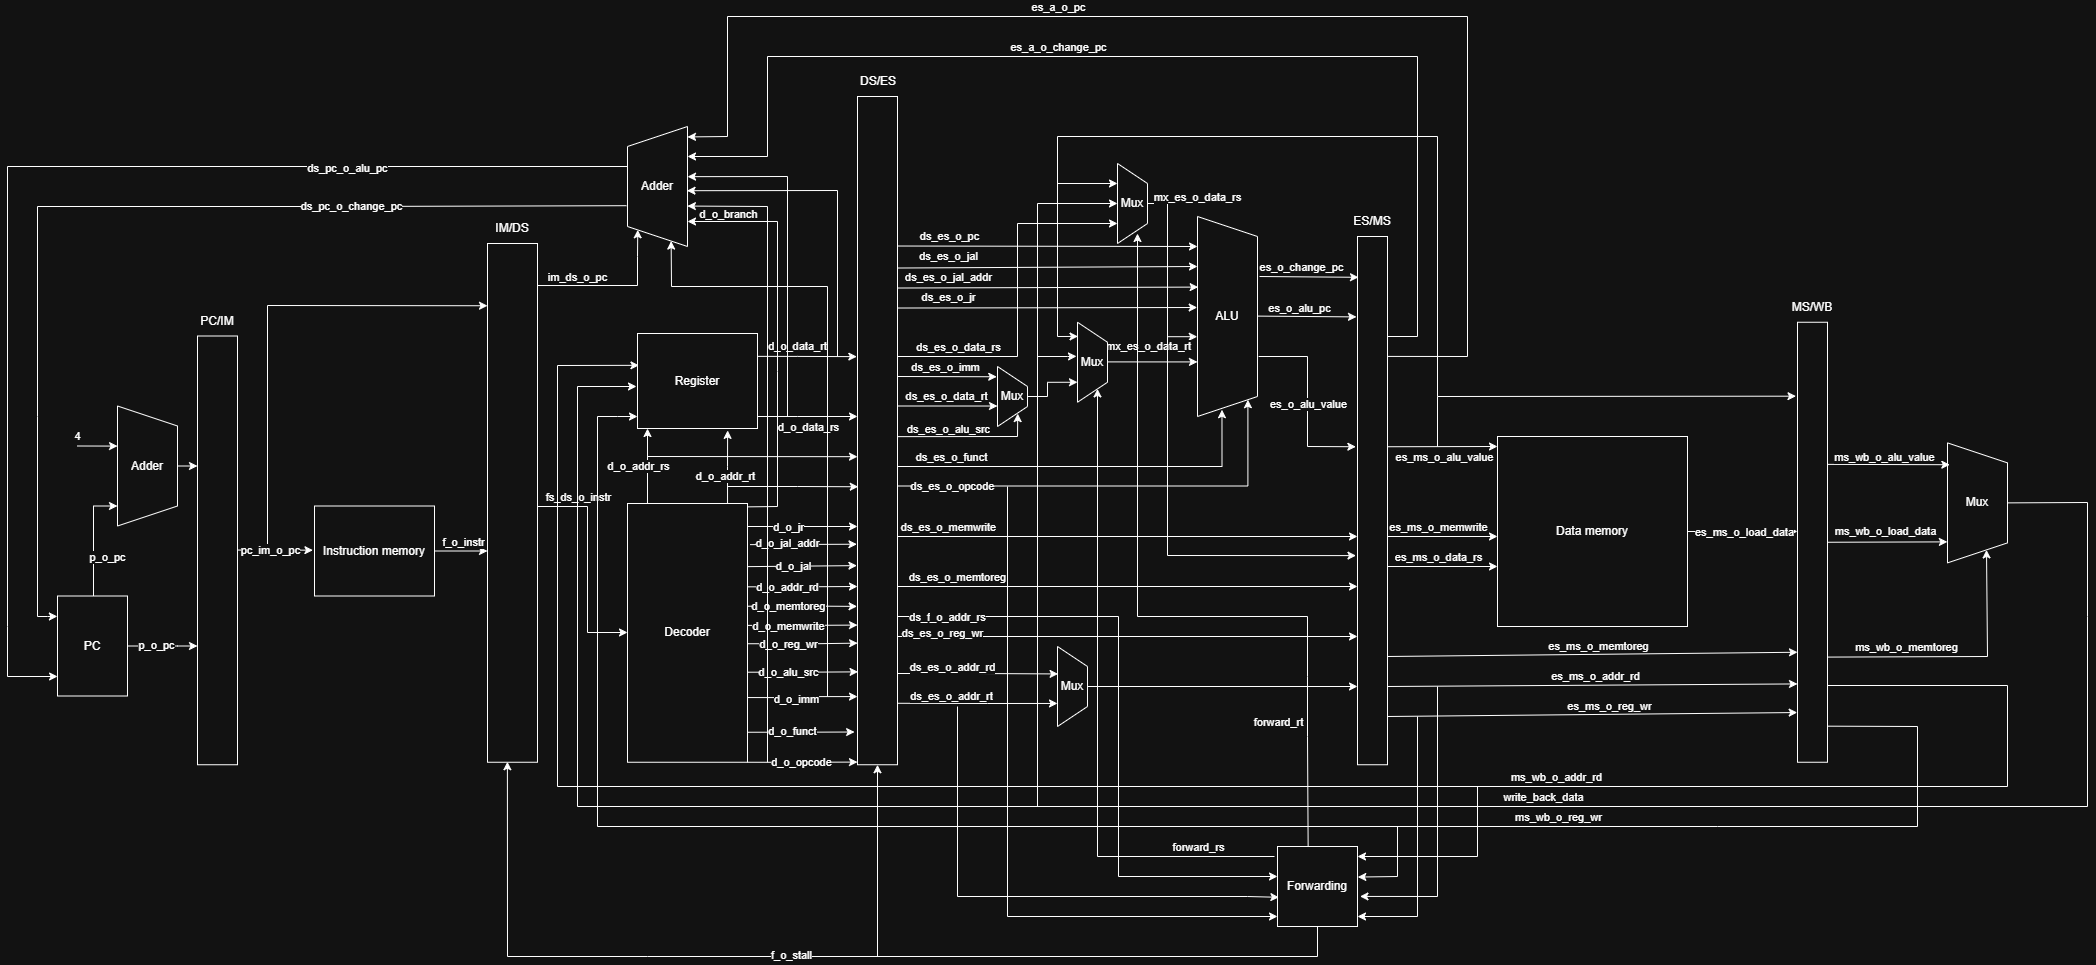 es_a_o_pc
es_a_o_change_pc
DS/ES
ds_pc_o_alu_pc
Adder
ds_pc_o_change_pc
d_o_branch
Mux
mx_es_o_data_rs
IM/DS
ES/MS
ds_es_o_pc
ds_es_o_jal
im_ds_o_pc
ds_es_o_jal_addr
es_o_change_pc
ds_es_o_jr
es_o_alu_pc
ALU
PC/IM
MS/WB
d_o_data_rt
ds_es_o_data_rs
mx_es_o_data_rt
Mux
ds_es_o_imm
Register
Mux
ds_es_o_data_rt
es_o_alu_value
d_o_data_rs
ds_es_o_alu_src
4
Adder
d_o_addr_rs
d_o_addr_rt
ds_es_o_funct
es_ms_o_alu_value
ms_wb_o_alu_value
ds_es_o_opcode
fs_ds_o_instr
Mux
p_o_pc
pc_im_o_pc
Instruction memory
f_o_instr
d_o_jr
d_o_jal_addr
ds_es_o_memwrite
es_ms_o_memwrite
Data memory
es_ms_o_load_data
ms_wb_o_load_data
d_o_jal
es_ms_o_data_rs
d_o_addr_rd
ds_es_o_memtoreg
d_o_memtoreg
ds_f_o_addr_rs
d_o_memwrite
ds_es_o_reg_wr
PC
p_o_pc
Decoder
d_o_reg_wr
es_ms_o_memtoreg
ms_wb_o_memtoreg
d_o_alu_src
ds_es_o_addr_rd
Mux
es_ms_o_addr_rd
d_o_imm
ds_es_o_addr_rt
es_ms_o_reg_wr
d_o_funct
forward_rt
d_o_opcode
ms_wb_o_addr_rd
write_back_data
ms_wb_o_reg_wr
forward_rs
Forwarding
f_o_stall